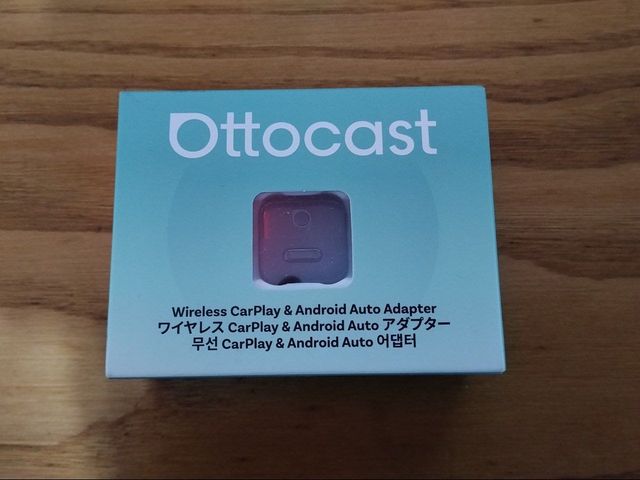 Ottocast
Wireless CarPlay & Android Auto Adapter
ワイヤレス CarPlay & Android Auto アダプター
무선 CarPlay & Android Auto 어댑터